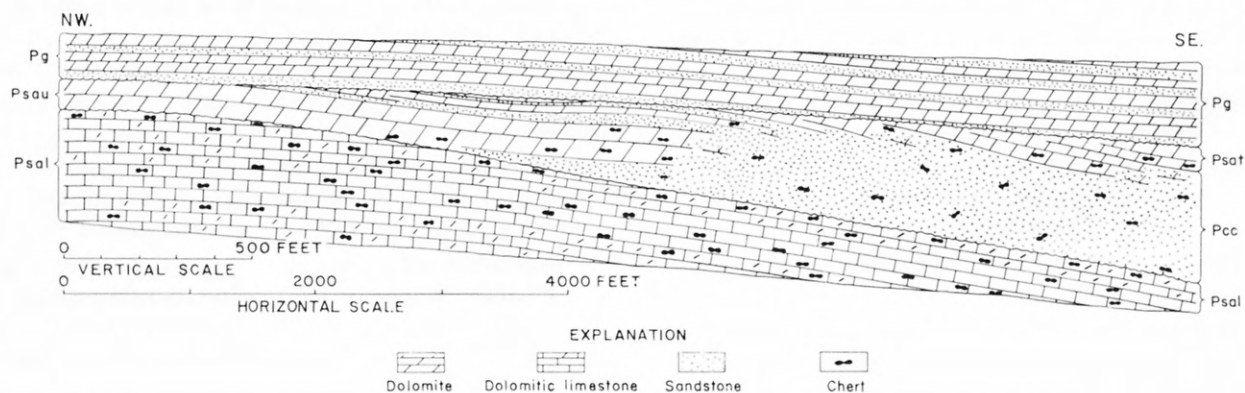 NW.
SE.
Pg
Psau
Psal
Pg
Psat
Pcc
Psal
0 500 FEET
VERTICAL SCALE
0 2000 4000 FEET
HORIZONTAL SCALE
EXPLANATION
Dolomite Dolomitic limestone Sandstone Chert